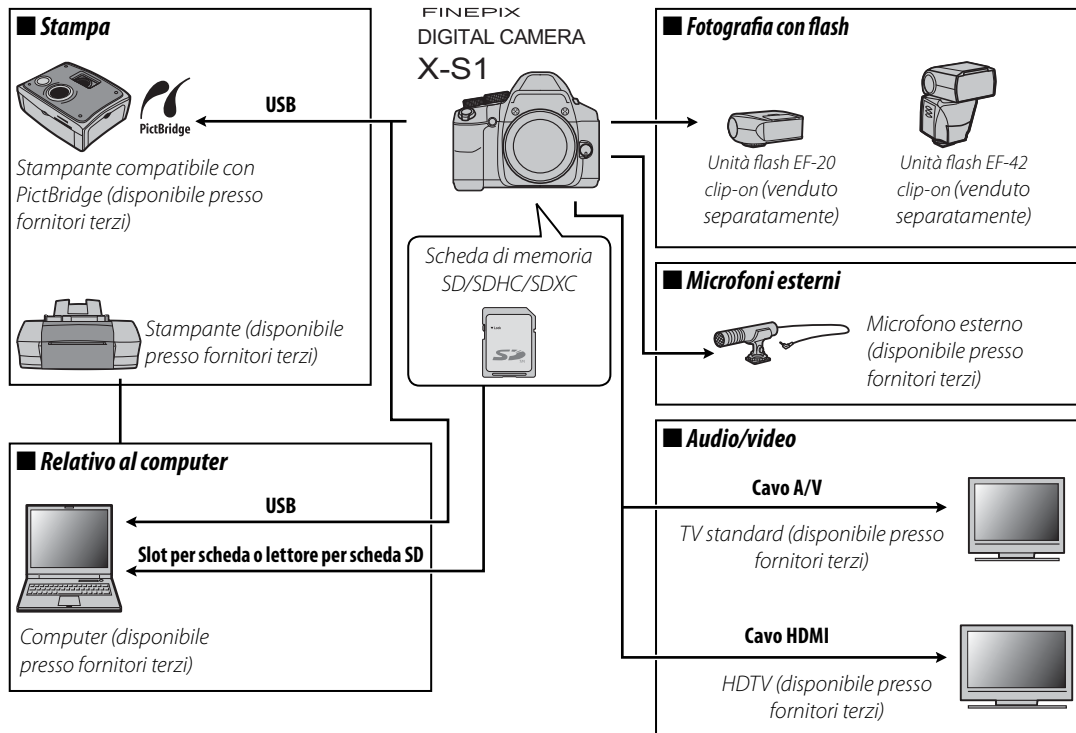 ■ Stampa
PictBridge
USB
Stampante compatibile con
PictBridge (disponibile presso
fornitori terzi)
Stampante (disponibile
presso fornitori terzi)
FINEPIX
DIGITAL CAMERA
X-S1
Scheda di memoria
SD/SDHC/SDXC
Lock
SD
■ Fotografia con flash
Unità flash EF-20
clip-on (venduto
separatamente)
Unità flash EF-42
clip-on (venduto
separatamente)
■ Microfoni esterni
Microfono esterno
(disponibile presso
fornitori terzi)
■ Relativo al computer
USB
Slot per scheda o lettore per scheda SD
Computer (disponibile
presso fornitori terzi)
■ Audio/video
Cavo A/V
TV standard (disponibile presso
fornitori terzi)
Cavo HDMI
HDTV (disponibile presso
fornitori terzi)